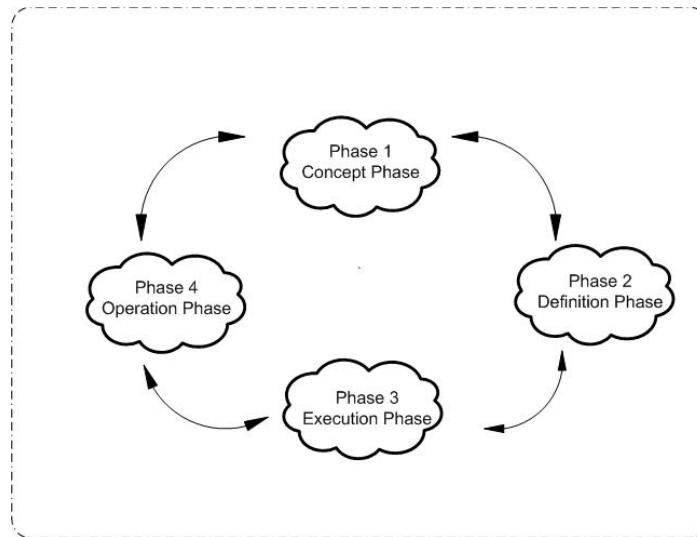 Phase 1
Concept Phase
Phase 4
Operation Phase
Phase 2
Definition Phase
Phase 3
Execution Phase